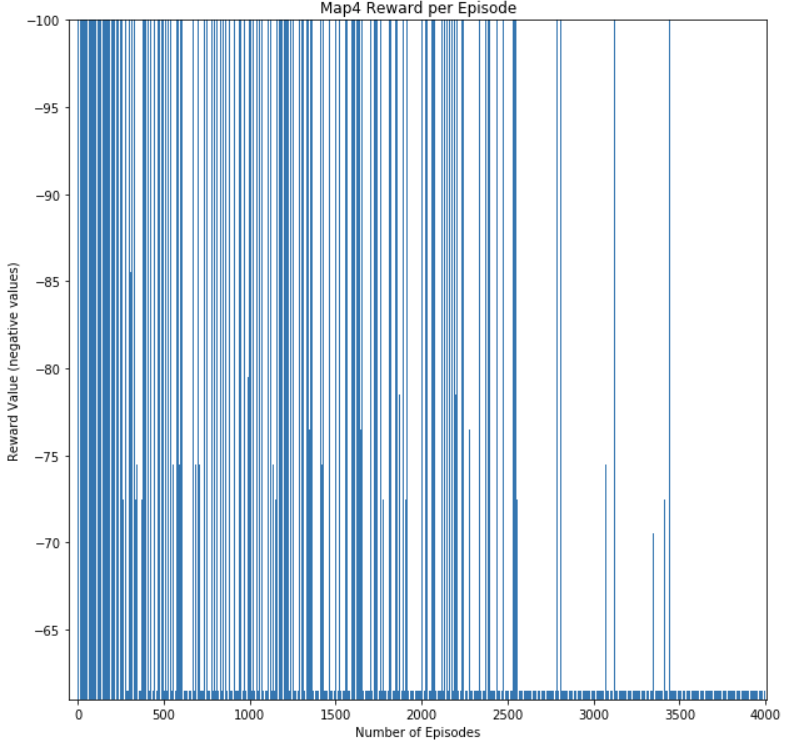 Map4 Reward per Episode
−100
−95
−90
−85
−80
−75
−70
−65
Reward Value (negative values)
0 500 1000 1500 2000 2500 3000 3500 4000
Number of Episodes